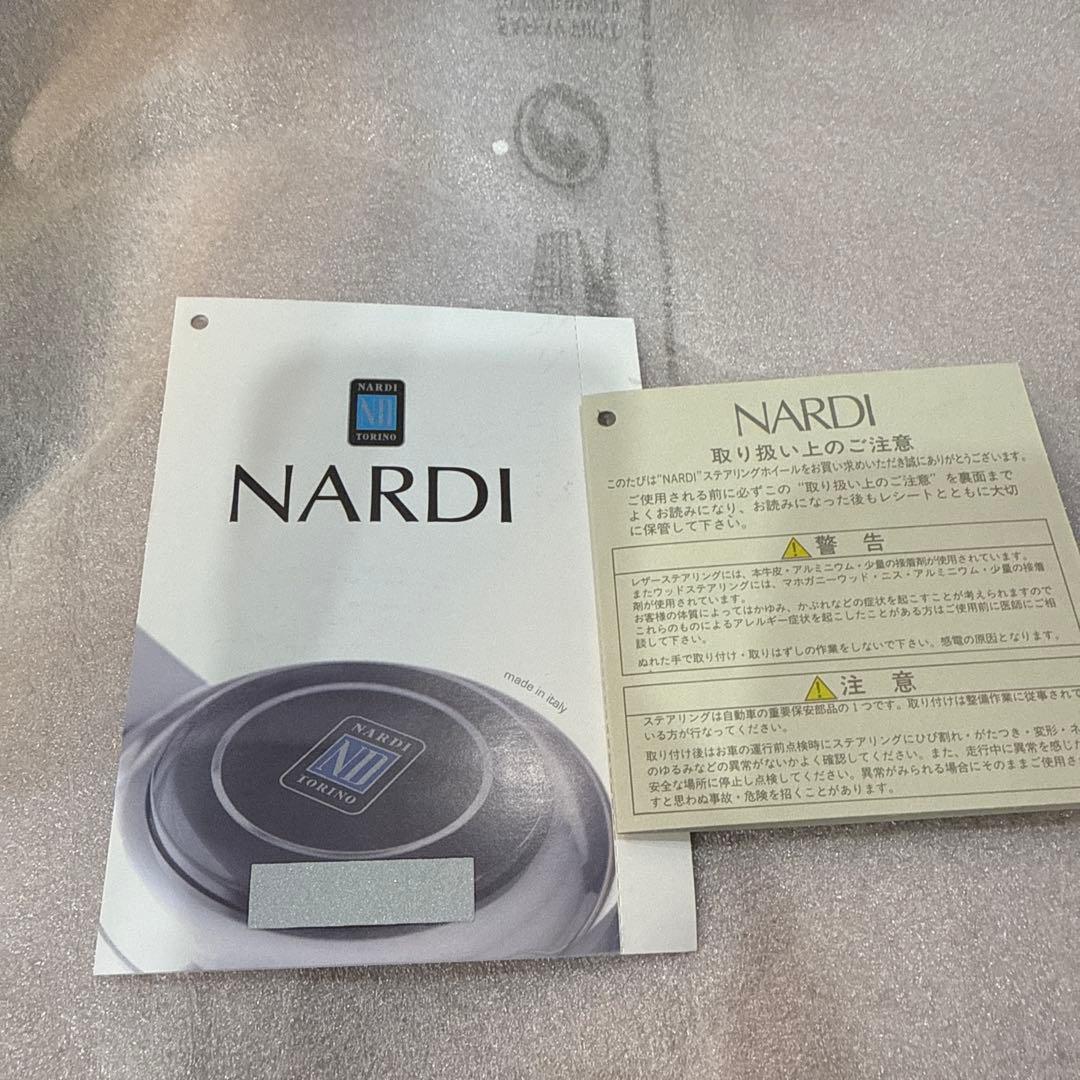 NARDI
ND
TORINO
NARDI
made in italy
NARDI
ND
TORINO
NARDI
取り扱い上のご注意
このたびは"NARDI"ステアリングホイールをお買い求めいただき誠にありがとうございます。
ご使用される前に必ずこの"取り扱い上のご注意"を裏面まで
よくお読みになり、お読みになった後もレシートとともに大切
に保管して下さい。
警 告
レザーステアリングには、本牛皮・アルミニウム・少量の接着剤が使用されています。
またウッドステアリングには、マホガニーウッド・ニス・アルミニウム・少量の接着
剤が使用されています。
お客様の体質によってはかゆみ、かぶれなどの症状を起こすことが考えられますので
これらのものによるアレルギー症状を起こしたことがある方はご使用前に医師にご相
談して下さい。
ぬれた手で取り付け・取りはずしの作業をしないで下さい。感電の原因となります。
注 意
ステアリングは自動車の重要保安部品の1つです。取り付けは整備作業に従事されて
いる方が行なってください。
取り付け後はお車の運行前点検時にステアリングにひび割れ・がたつき・変形・ネ
のゆるみなどの異常がないかよく確認してください。また、走行中に異常を感じた
安全な場所に停止し点検してください。異常がみられる場合にそのままご使用さ
すと思わぬ事故・危険を招くことがあります。